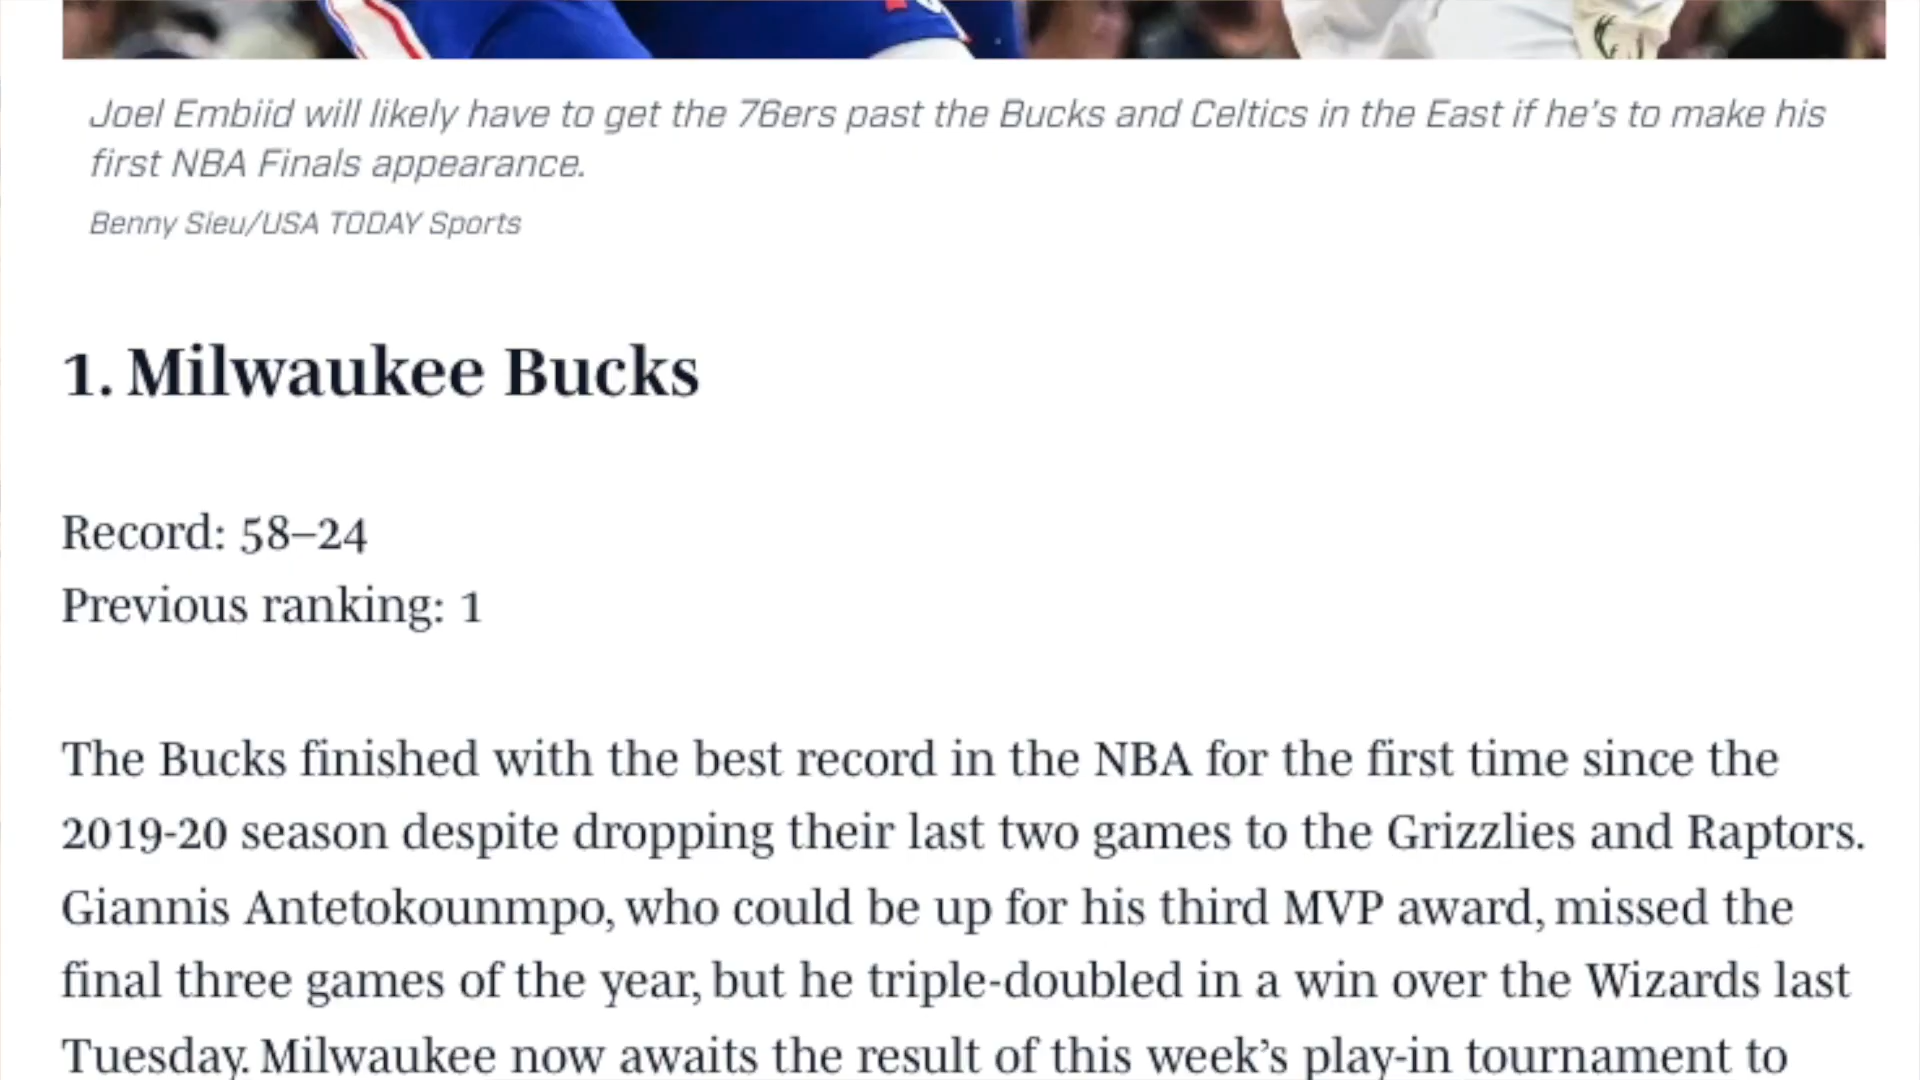 Joel Embiid will likely have to get the 76ers past the Bucks and Celtics in the East if he's to make his
first NBA Finals appearance.
Benny Sieu/USA TODAY Sports
1. Milwaukee Bucks
Record: 58–24
Previous ranking: 1
The Bucks finished with the best record in the NBA for the first time since the
2019-20 season despite dropping their last two games to the Grizzlies and Raptors.
Giannis Antetokounmpo, who could be up for his third MVP award, missed the
final three games of the year, but he triple-doubled in a win over the Wizards last
Tuesday. Milwaukee now awaits the result of this week’s play-in tournament to